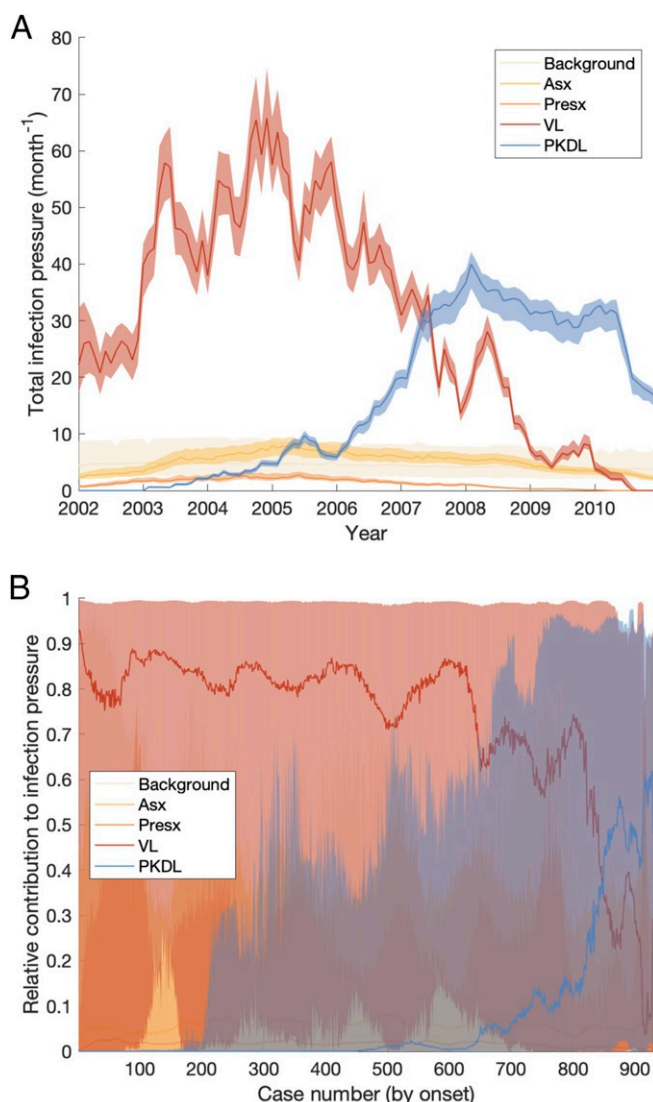 A
Total infection pressure (month⁻¹)
80
70
60
50
40
30
20
10
0
Background
Asx
Presx
VL
PKDL
2002 2003 2004 2005 2006 2007 2008 2009 2010
Year
B
Relative contribution to infection pressure
1
0.9
0.8
0.7
0.6
0.5
0.4
0.3
0.2
0.1
0
Background
Asx
Presx
VL
PKDL
100 200 300 400 500 600 700 800 900
Case number (by onset)